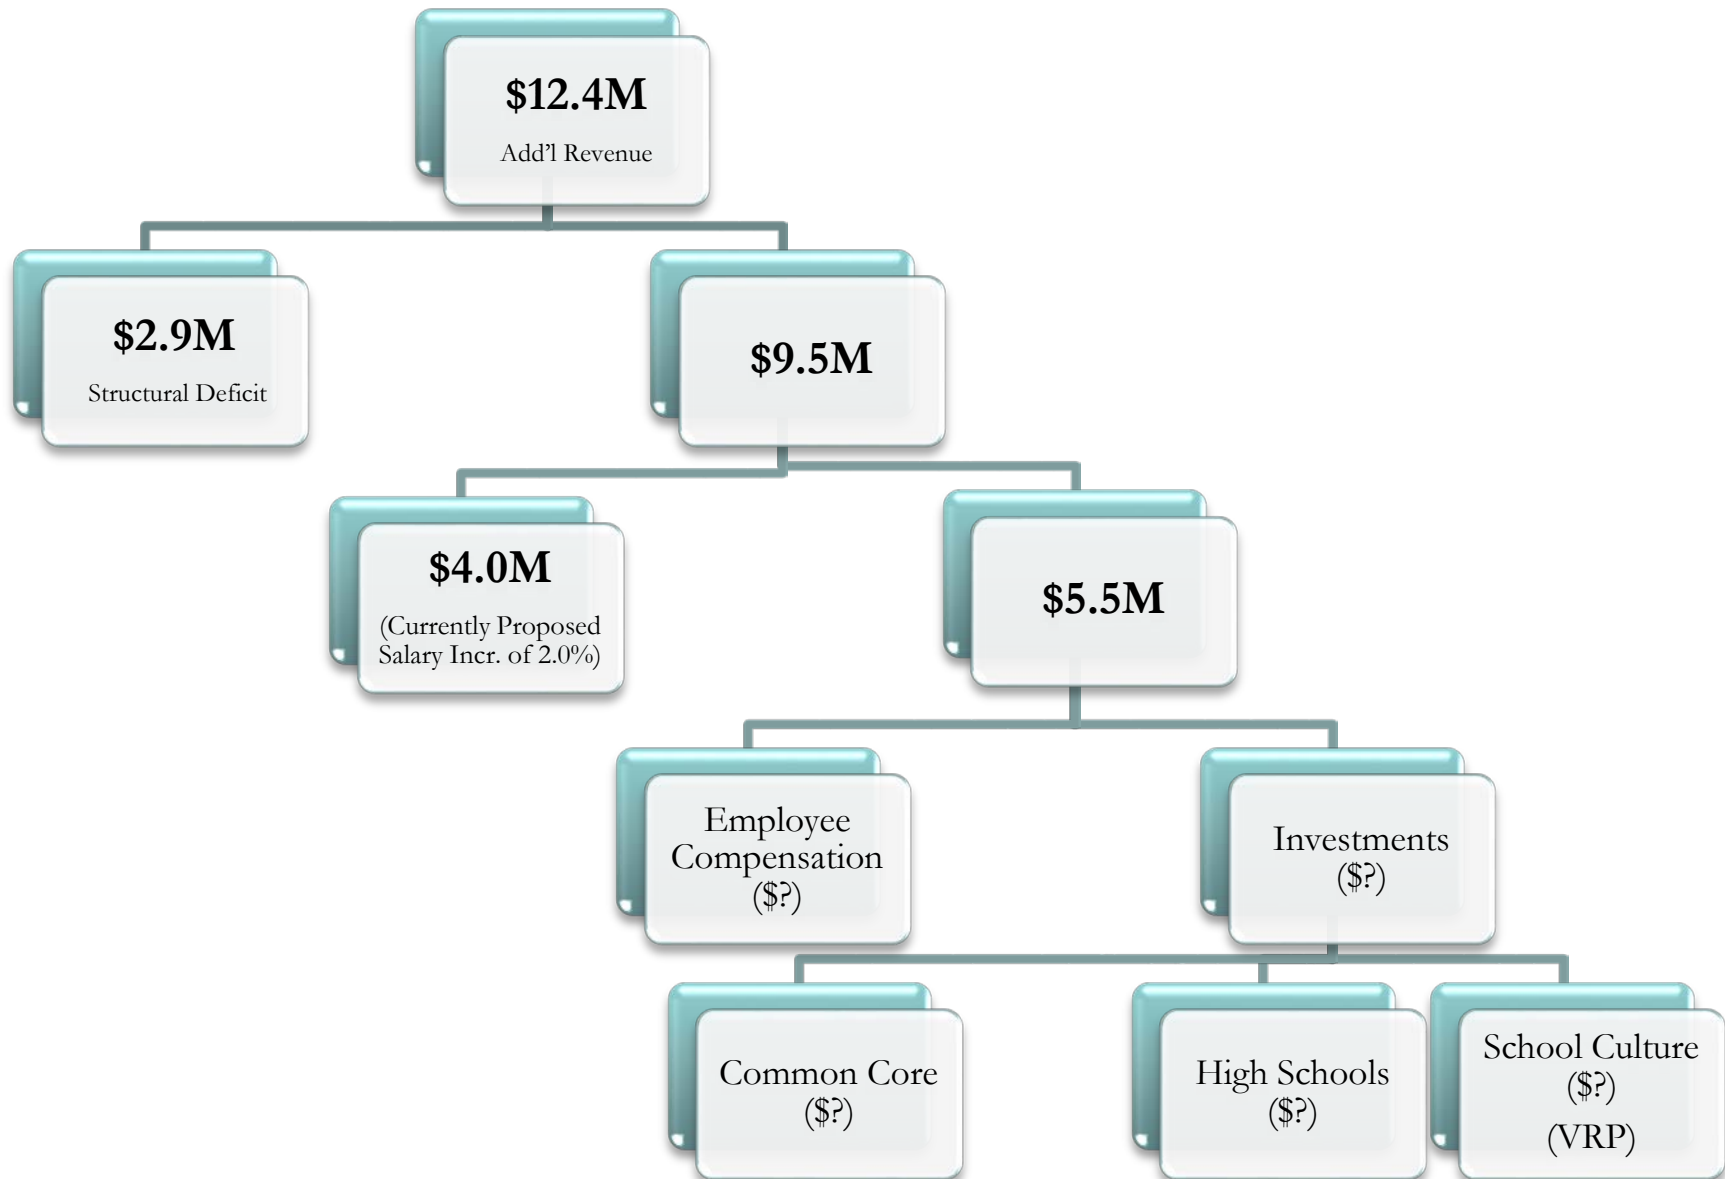 $12.4M
Add'l Revenue
$2.9M
Structural Deficit
$9.5M
$4.0M
(Currently Proposed
Salary Incr. of 2.0%)
$5.5M
Employee
Compensation
($?)
Investments
($?)
Common Core
($?)
High Schools
($?)
School Culture
($?)
(VRP)